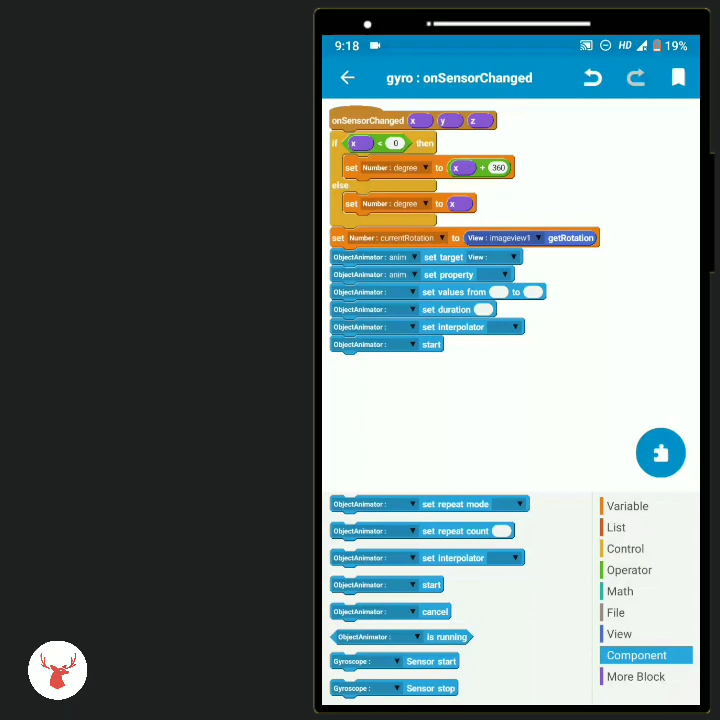 9:18 HD 19%
gyro : onSensorChanged
onSensorChanged x y z
if x < 0 then
set Number : degree to x + 360
else
set Number : degree to x
set Number : currentRotation to View : imageview1 getRotation
ObjectAnimator : anim set target View :
ObjectAnimator : anim set property
ObjectAnimator : set values from to
ObjectAnimator : set duration
ObjectAnimator : set interpolator
ObjectAnimator : start
ObjectAnimator : set repeat mode
ObjectAnimator : set repeat count
ObjectAnimator : set interpolator
ObjectAnimator : start
ObjectAnimator : cancel
ObjectAnimator : is running
Gyroscope : Sensor start
Gyroscope : Sensor stop
Variable
List
Control
Operator
Math
File
View
Component
More Block